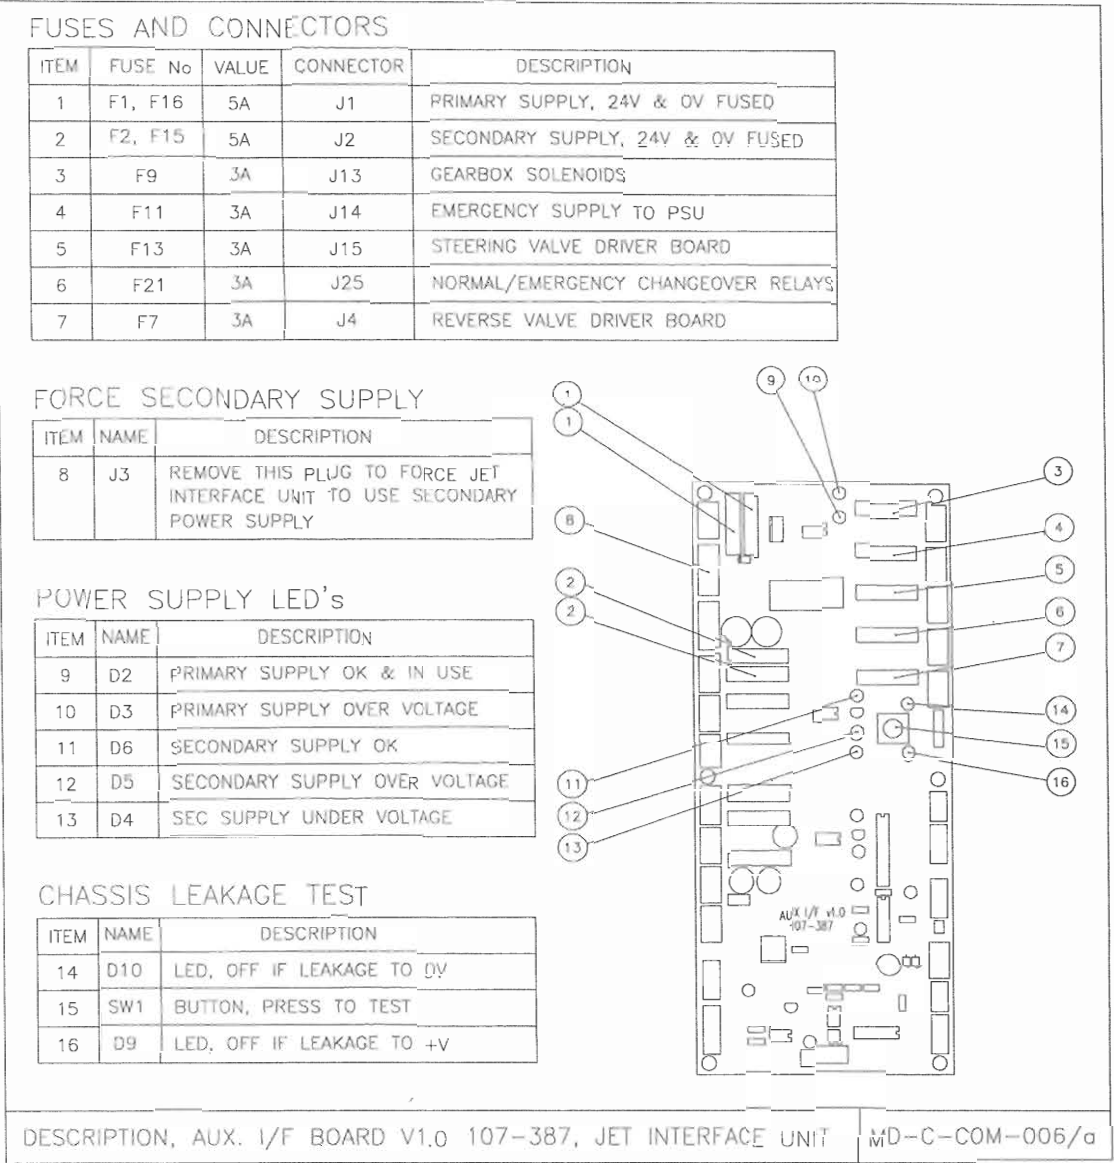 FUSES AND CONNECTORS
ITEM FUSE No VALUE CONNECTOR DESCRIPTION
1 F1, F16 5A J1 PRIMARY SUPPLY, 24V & 0V FUSED
2 F2, F15 5A J2 SECONDARY SUPPLY, 24V & 0V FUSED
3 F9 3A J13 GEARBOX SOLENOIDS
4 F11 3A J14 EMERGENCY SUPPLY TO PSU
5 F13 3A J15 STEERING VALVE DRIVER BOARD
6 F21 3A J25 NORMAL/EMERGENCY CHANGEOVER RELAYS
7 F7 3A J4 REVERSE VALVE DRIVER BOARD
FORCE SECONDARY SUPPLY
ITEM NAME DESCRIPTION
8 J3 REMOVE THIS PLUG TO FORCE JET
INTERFACE UNIT TO USE SECONDARY
POWER SUPPLY
POWER SUPPLY LED's
ITEM NAME DESCRIPTION
9 D2 PRIMARY SUPPLY OK & IN USE
10 D3 PRIMARY SUPPLY OVER VOLTAGE
11 D6 SECONDARY SUPPLY OK
12 D5 SECONDARY SUPPLY OVER VOLTAGE
13 D4 SEC SUPPLY UNDER VOLTAGE
CHASSIS LEAKAGE TEST
ITEM NAME DESCRIPTION
14 D10 LED, OFF IF LEAKAGE TO 0V
15 SW1 BUTTON, PRESS TO TEST
16 D9 LED, OFF IF LEAKAGE TO +V
9 10
1
1
3
8
4
2
5
2
6
7
14
15
11
16
12
13
AUX I/F v1.0
107-387
DESCRIPTION, AUX. I/F BOARD V1.0 107-387, JET INTERFACE UNIT
MD-C-COM-006/a